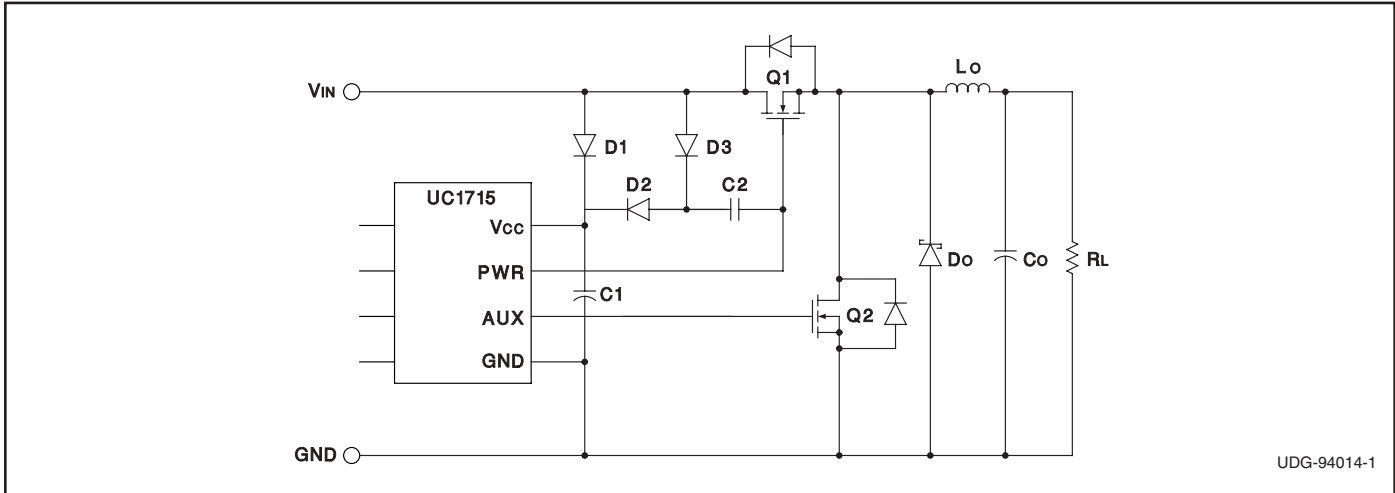 Q1
LO
VIN
D1
D3
D2
C2
UC1715
VCC
PWR
C1
AUX
GND
Q2
DO
CO
RL
GND
UDG-94014-1